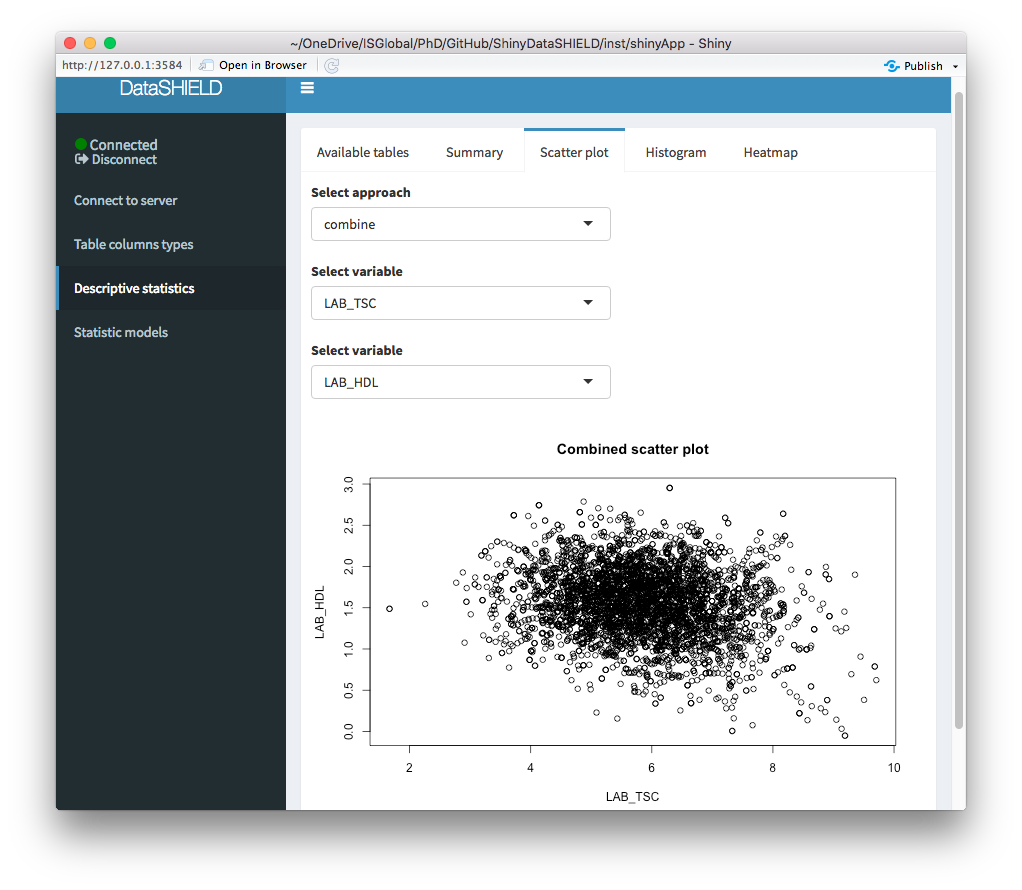 ~/OneDrive/ISGlobal/PhD/GitHub/ShinyDataSHIELD/inst/shinyApp - Shiny
http://127.0.0.1:3584 Open in Browser Publish
DataSHIELD
Connected
Disconnect
Connect to server
Table columns types
Descriptive statistics
Statistic models
Available tables Summary Scatter plot Histogram Heatmap
Select approach
combine
Select variable
LAB_TSC
Select variable
LAB_HDL
Combined scatter plot
3.0
2.5
2.0
1.5
1.0
0.5
0.0
LAB_HDL
2 4 6 8 10
LAB_TSC